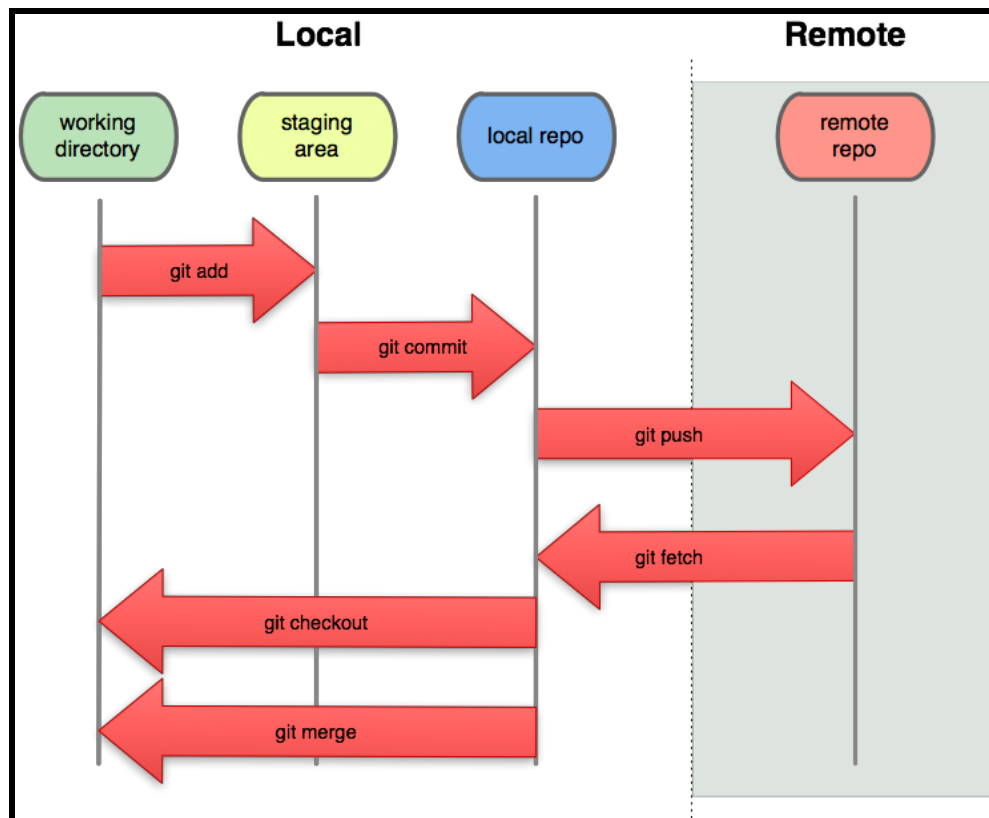 Local
Remote
working
directory
staging
area
local repo
remote
repo
git add
git commit
git push
git fetch
git checkout
git merge